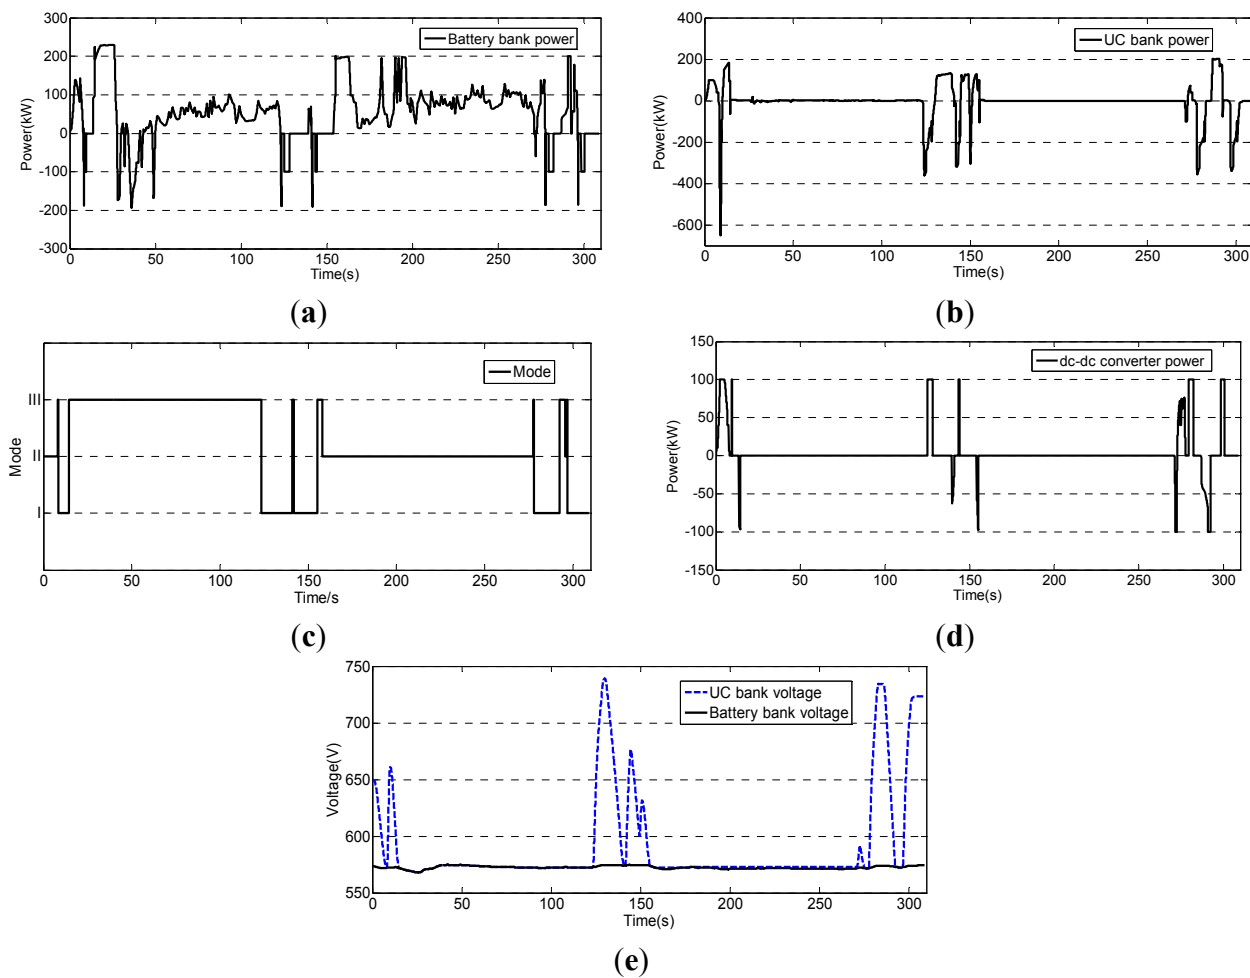 300
200
100
0
-100
-200
-300
Power(kW)
Battery bank power
0 50 100 150 200 250 300
Time(s)
(a)
400
200
0
-200
-400
-600
Power(kW)
UC bank power
0 50 100 150 200 250 300
Time(s)
(b)
III
II
I
Mode
Mode
0 50 100 150 200 250 300
Time/s
(c)
150
100
50
0
-50
-100
-150
Power(kW)
dc-dc converter power
0 50 100 150 200 250 300
Time(s)
(d)
750
700
650
600
550
Voltage(V)
UC bank voltage
Battery bank voltage
0 50 100 150 200 250 300
Time(s)
(e)